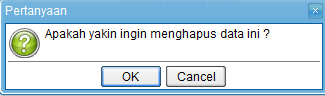 Pertanyaan
Apakah yakin ingin menghapus data ini ?
OK
Cancel